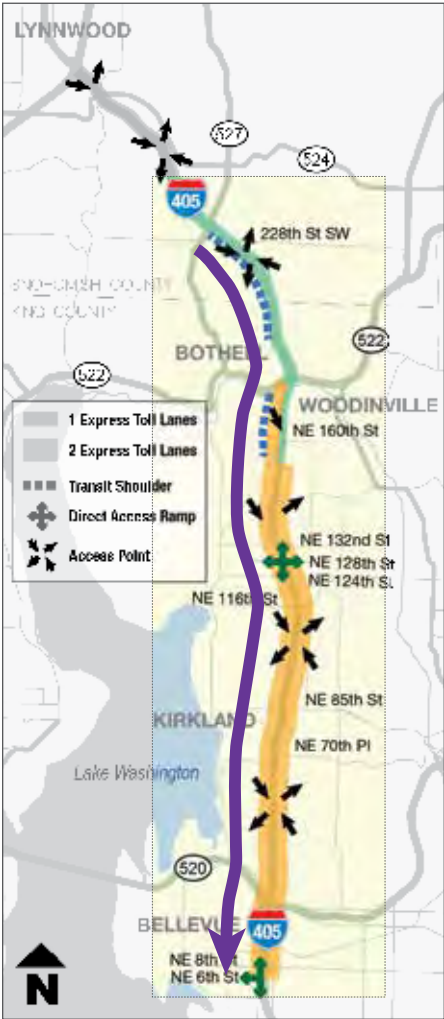 LYNNWOOD
527
524
405
228th St SW
SNOHOMISH COUNTY
KING COUNTY
BOTHELL
522
522
WOODINVILLE
NE 160th St
1 Express Toll Lanes
2 Express Toll Lanes
Transit Shoulder
Direct Access Ramp
Access Point
NE 132nd St
NE 128th St
NE 124th St
NE 116th St
NE 85th St
KIRKLAND
NE 70th Pl
Lake Washington
520
BELLEVUE
405
NE 8th St
NE 6th St
N